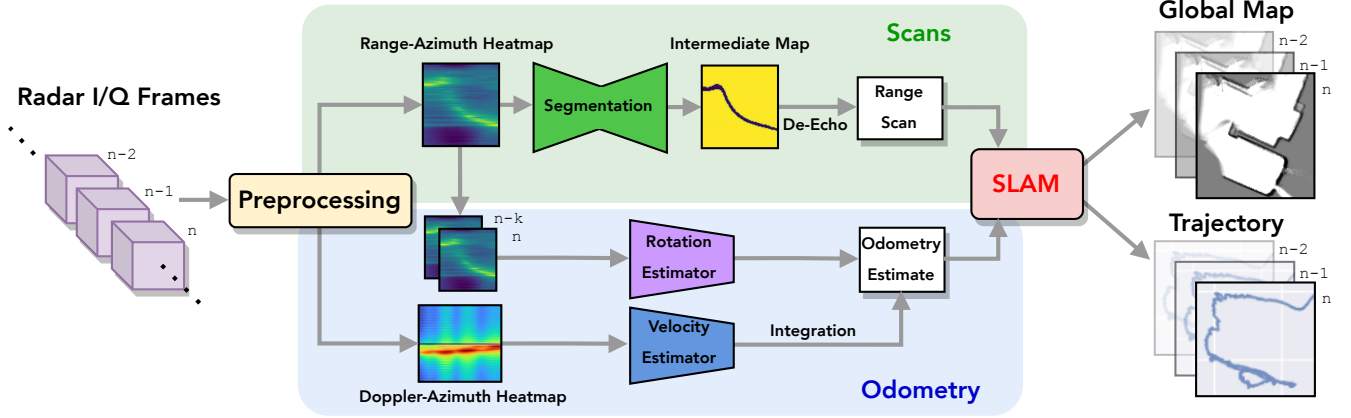 Radar I/Q Frames
n-2
n-1
n
Preprocessing
Scans
Range-Azimuth Heatmap
Segmentation
Intermediate Map
De-Echo
Range
Scan
SLAM
n-k
n
Rotation
Estimator
Odometry
Estimate
Velocity
Estimator
Integration
Doppler-Azimuth Heatmap
Odometry
Global Map
n-2
n-1
n
Trajectory
n-2
n-1
n